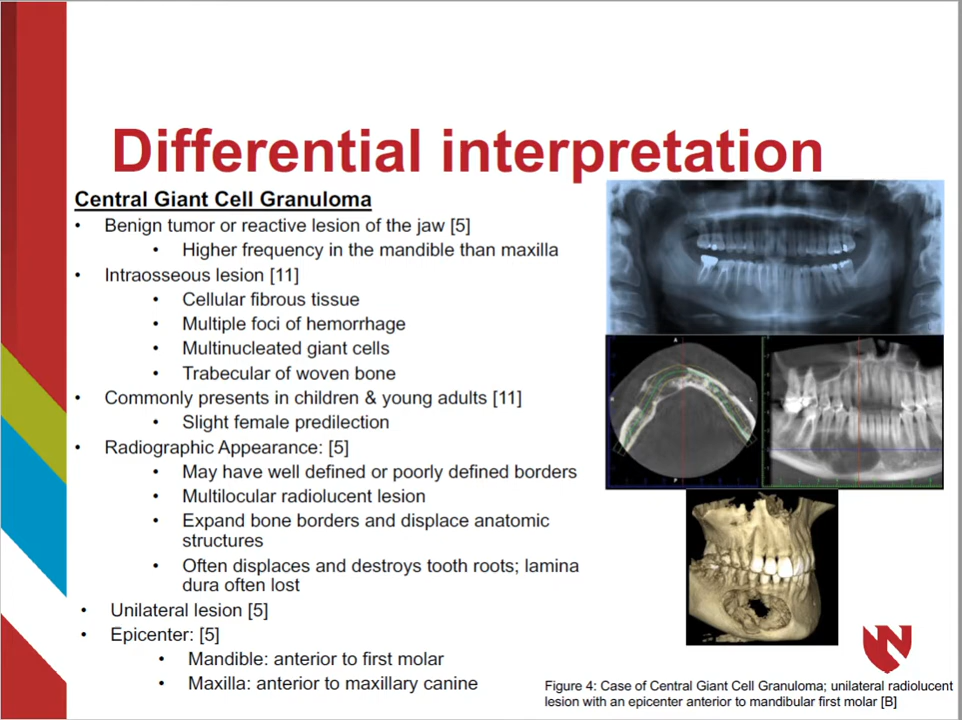 Differential interpretation
Central Giant Cell Granuloma
• Benign tumor or reactive lesion of the jaw [5]
• Higher frequency in the mandible than maxilla
• Intraosseous lesion [11]
• Cellular fibrous tissue
• Multiple foci of hemorrhage
• Multinucleated giant cells
• Trabecular of woven bone
• Commonly presents in children & young adults [11]
• Slight female predilection
• Radiographic Appearance: [5]
• May have well defined or poorly defined borders
• Multilocular radiolucent lesion
• Expand bone borders and displace anatomic
structures
• Often displaces and destroys tooth roots; lamina
dura often lost
• Unilateral lesion [5]
• Epicenter: [5]
• Mandible: anterior to first molar
• Maxilla: anterior to maxillary canine
A
L
P
N
Figure 4: Case of Central Giant Cell Granuloma; unilateral radiolucent
lesion with an epicenter anterior to mandibular first molar [B]